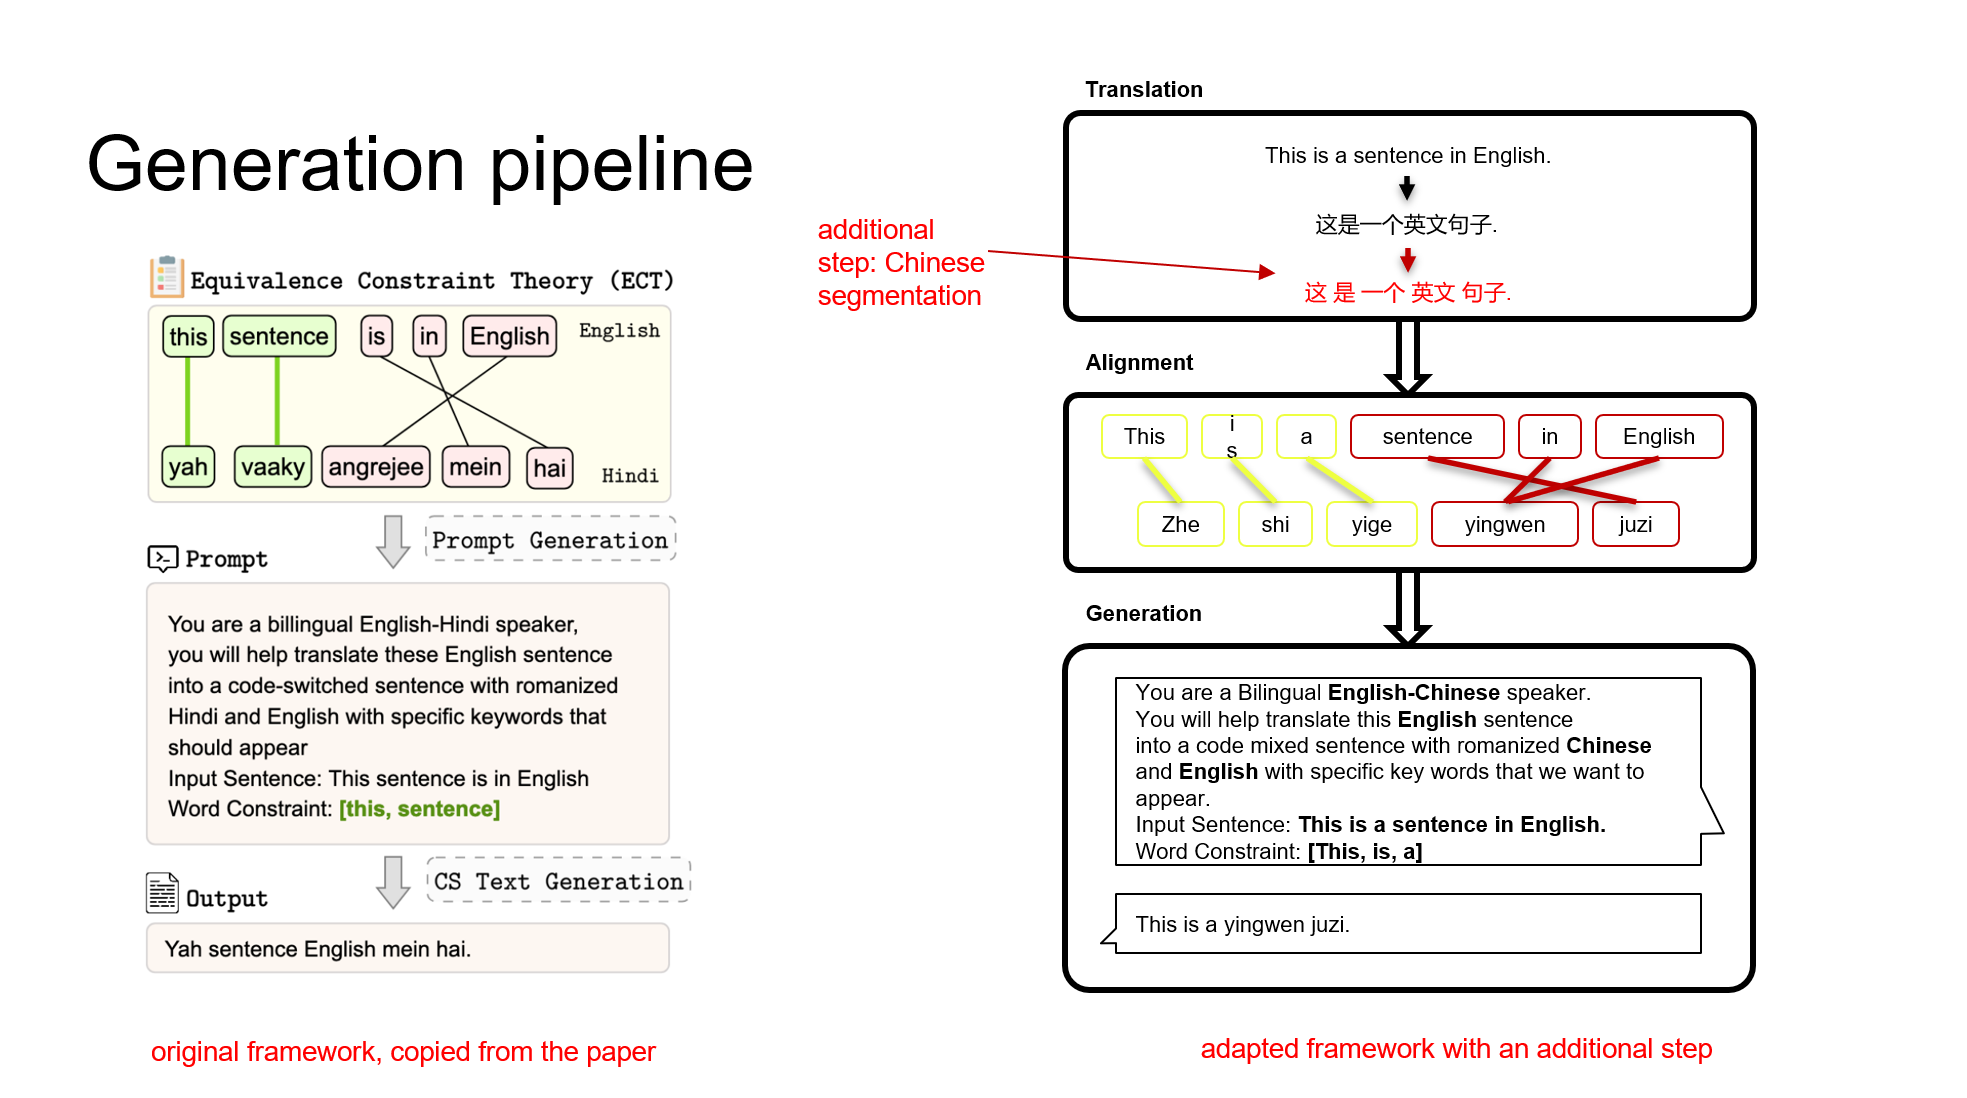 Generation pipeline
Equivalence Constraint Theory (ECT)
this sentence is in English English
yah vaaky angrejee mein hai Hindi
Prompt Generation
Prompt
You are a billingual English-Hindi speaker,
you will help translate these English sentence
into a code-switched sentence with romanized
Hindi and English with specific keywords that
should appear
Input Sentence: This sentence is in English
Word Constraint: [this, sentence]
CS Text Generation
Output
Yah sentence English mein hai.
original framework, copied from the paper
additional
step: Chinese
segmentation
Translation
This is a sentence in English.
这是一个英文句子.
这 是 一个 英文 句子.
Alignment
This is a sentence in English
Zhe shi yige yingwen juzi
Generation
You are a Bilingual English-Chinese speaker.
You will help translate this English sentence
into a code mixed sentence with romanized Chinese
and English with specific key words that we want to
appear.
Input Sentence: This is a sentence in English.
Word Constraint: [This, is, a]
This is a yingwen juzi.
adapted framework with an additional step